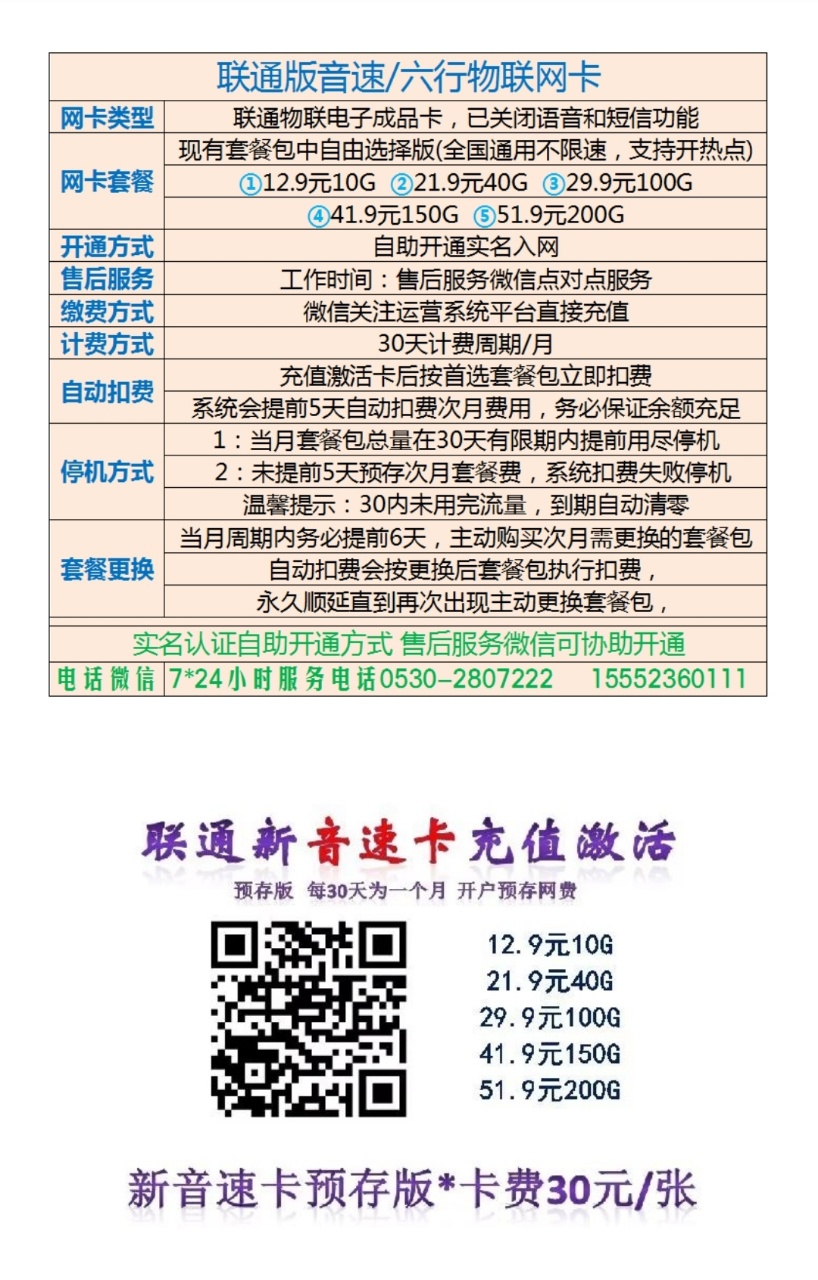 联通版音速/六行物联网卡
网卡类型 联通物联电子成品卡，已关闭语音和短信功能
网卡套餐
现有套餐包中自由选择版(全国通用不限速，支持开热点)
①12.9元10G ②21.9元40G ③29.9元100G
④41.9元150G ⑤51.9元200G
开通方式 自助开通实名入网
售后服务 工作时间：售后服务微信点对点服务
缴费方式 微信关注运营系统平台直接充值
计费方式 30天计费周期/月
自动扣费
充值激活卡后按首选套餐包立即扣费
系统会提前5天自动扣费次月费用，务必保证余额充足
停机方式
1：当月套餐包总量在30天有限期内提前用尽停机
2：未提前5天预存次月套餐费，系统扣费失败停机
温馨提示：30内未用完流量，到期自动清零
套餐更换
当月周期内务必提前6天，主动购买次月需更换的套餐包
自动扣费会按更换后套餐包执行扣费，
永久顺延直到再次出现主动更换套餐包，
实名认证自助开通方式 售后服务微信可协助开通
电话微信 7*24小时服务电话0530-2807222 15552360111
联通新音速卡充值激活
预存版 每30天为一个月 开户预存网费
12.9元10G
21.9元40G
29.9元100G
41.9元150G
51.9元200G
新音速卡预存版*卡费30元/张